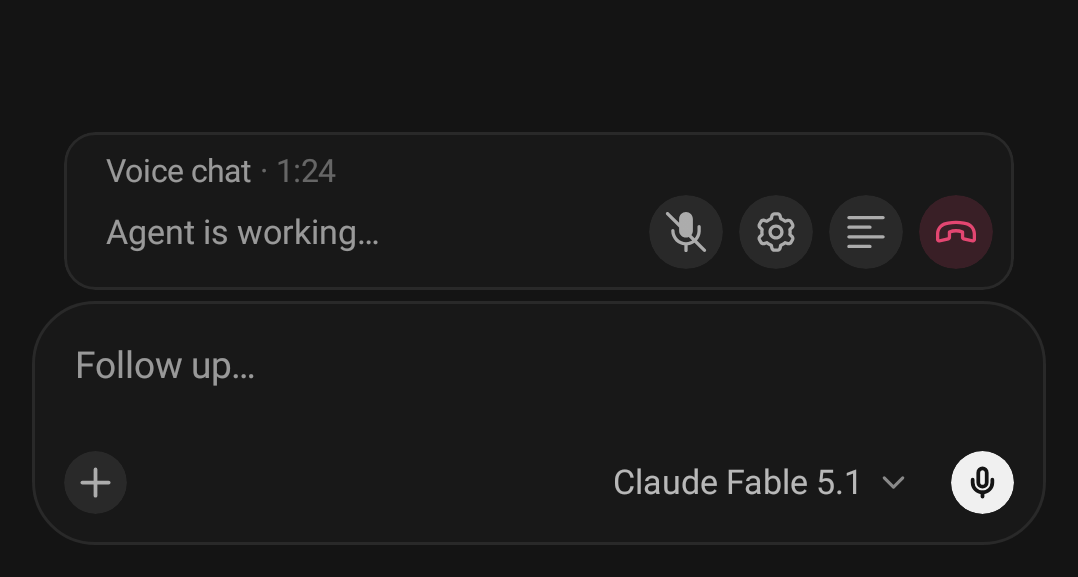 Voice chat · 1:24
Agent is working...
Follow up...
Claude Fable 5.1